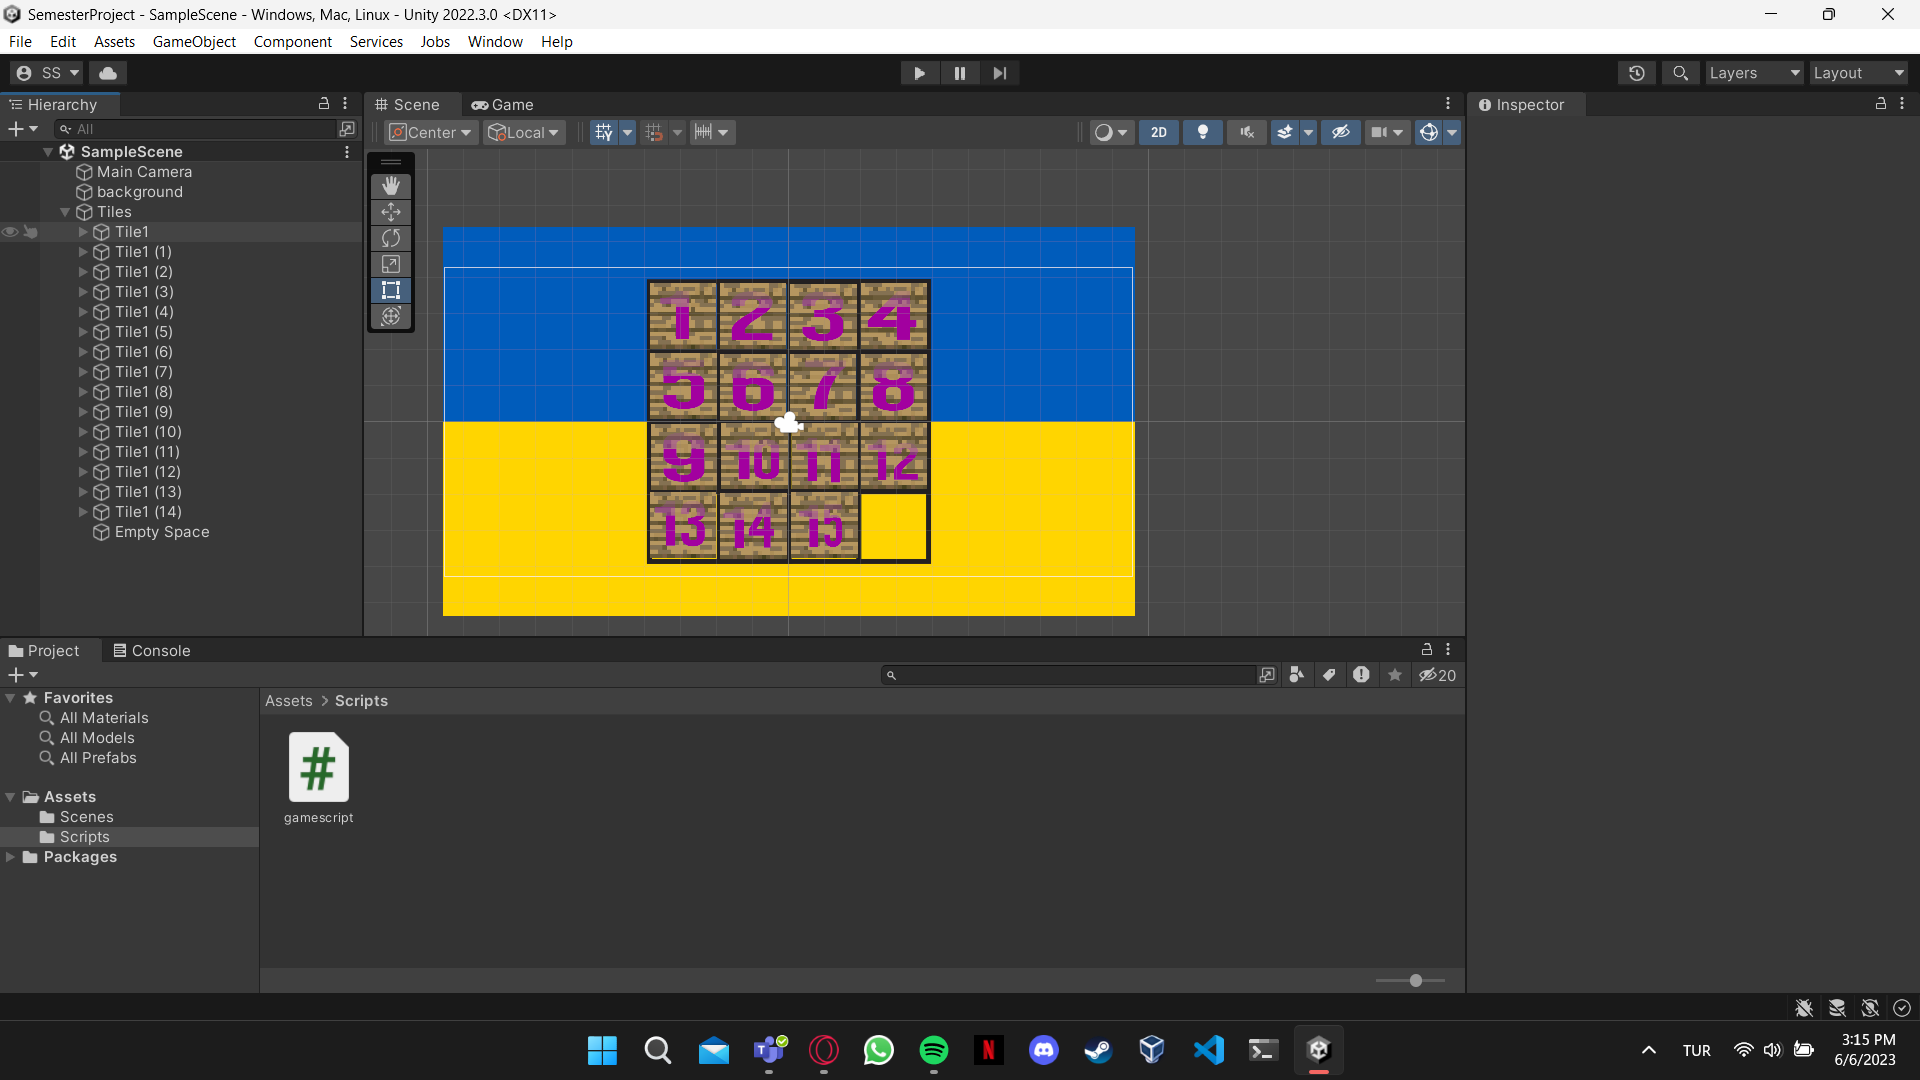 SemesterProject - SampleScene - Windows, Mac, Linux - Unity 2022.3.0 <DX11>
File Edit Assets GameObject Component Services Jobs Window Help
SS Layers Layout
Hierarchy Scene Game Inspector
All Center Local 2D
SampleScene
Main Camera
background
Tiles
Tile1
Tile1 (1)
Tile1 (2)
Tile1 (3)
Tile1 (4)
Tile1 (5)
Tile1 (6)
Tile1 (7)
Tile1 (8)
Tile1 (9)
Tile1 (10)
Tile1 (11)
Tile1 (12)
Tile1 (13)
Tile1 (14)
Empty Space
1 2 3 4
5 6 7 8
9 10 11 12
13 14 15
Project Console
20
Favorites
All Materials
All Models
All Prefabs
Assets
Scenes
Scripts
Packages
Assets > Scripts
#
gamescript
TUR 3:15 PM
6/6/2023